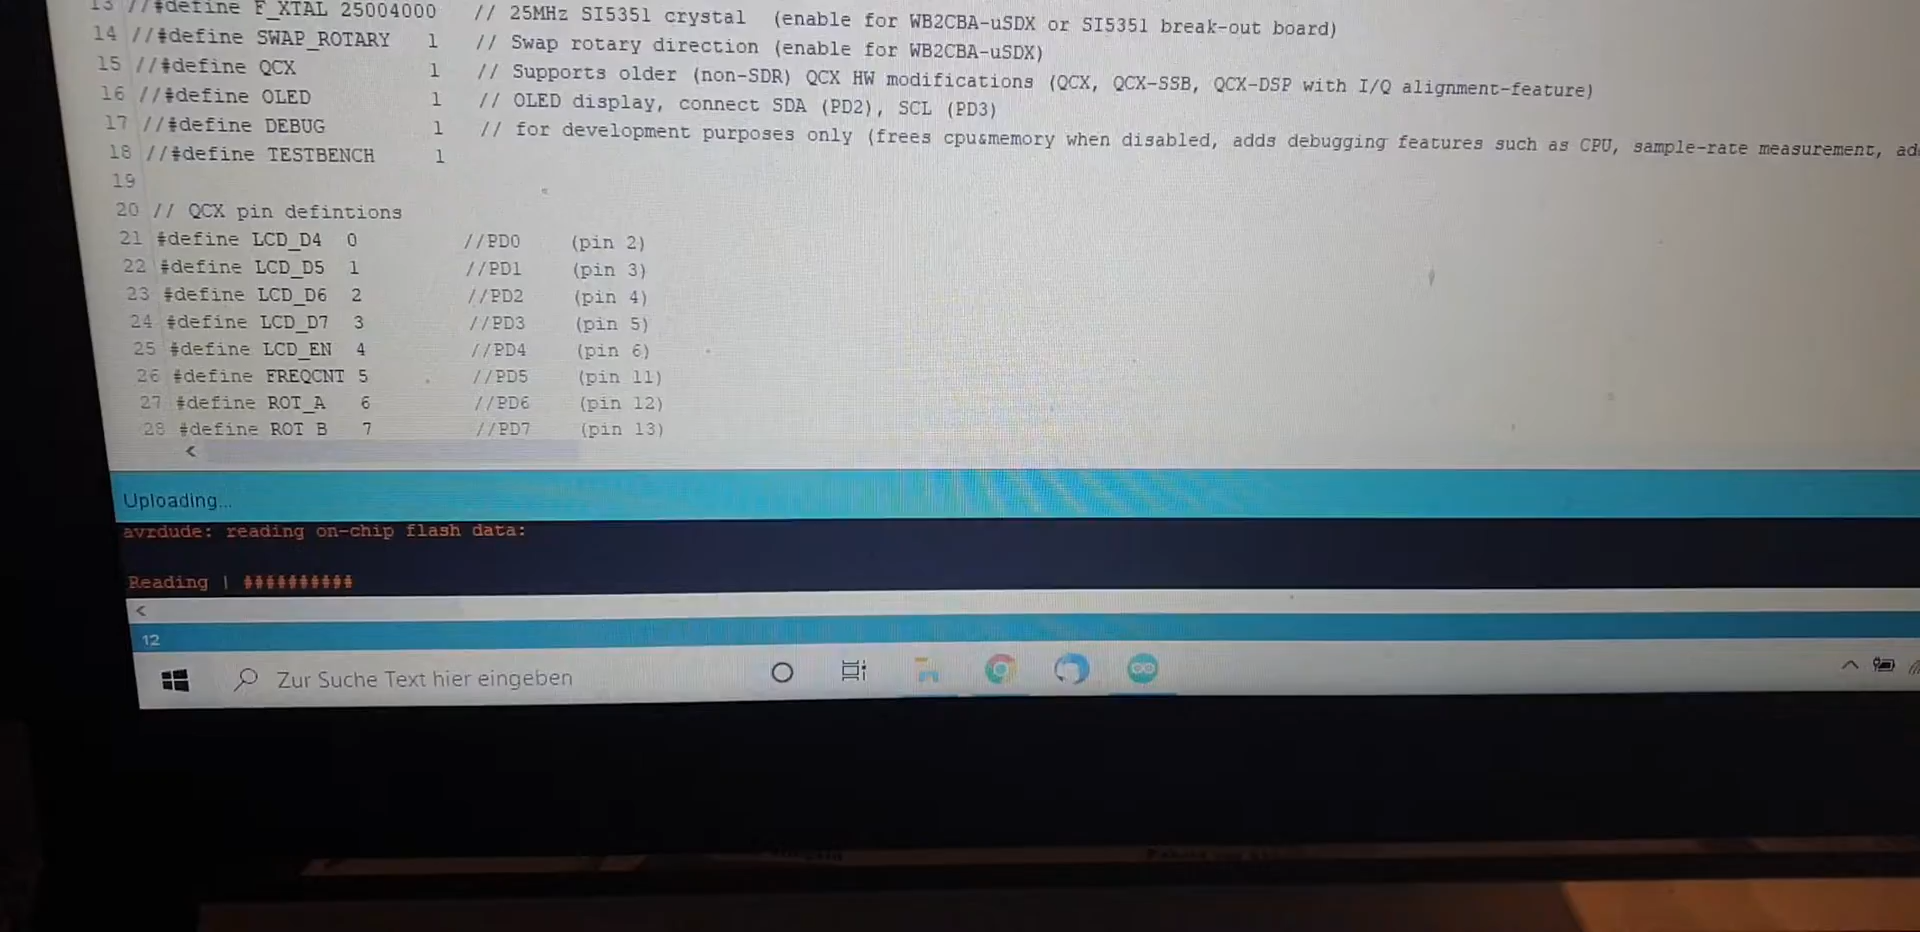 13 //#define F_XTAL 25004000 // 25MHz SI5351 crystal (enable for WB2CBA-uSDX or SI5351 break-out board)
14 //#define SWAP_ROTARY 1 // Swap rotary direction (enable for WB2CBA-uSDX)
15 //#define QCX 1 // Supports older (non-SDR) QCX HW modifications (QCX, QCX-SSB, QCX-DSP with I/Q alignment-feature)
16 //#define OLED 1 // OLED display, connect SDA (PD2), SCL (PD3)
17 //#define DEBUG 1 // for development purposes only (frees cpu&memory when disabled, adds debugging features such as CPU, sample-rate measurement, ad
18 //#define TESTBENCH 1
19
20 // QCX pin defintions
21 #define LCD_D4 0 //PD0 (pin 2)
22 #define LCD_D5 1 //PD1 (pin 3)
23 #define LCD_D6 2 //PD2 (pin 4)
24 #define LCD_D7 3 //PD3 (pin 5)
25 #define LCD_EN 4 //PD4 (pin 6)
26 #define FREQCNT 5 //PD5 (pin 11)
27 #define ROT_A 6 //PD6 (pin 12)
28 #define ROT_B 7 //PD7 (pin 13)
Uploading...
avrdude: reading on-chip flash data:
Reading | ##########
12
Zur Suche Text hier eingeben